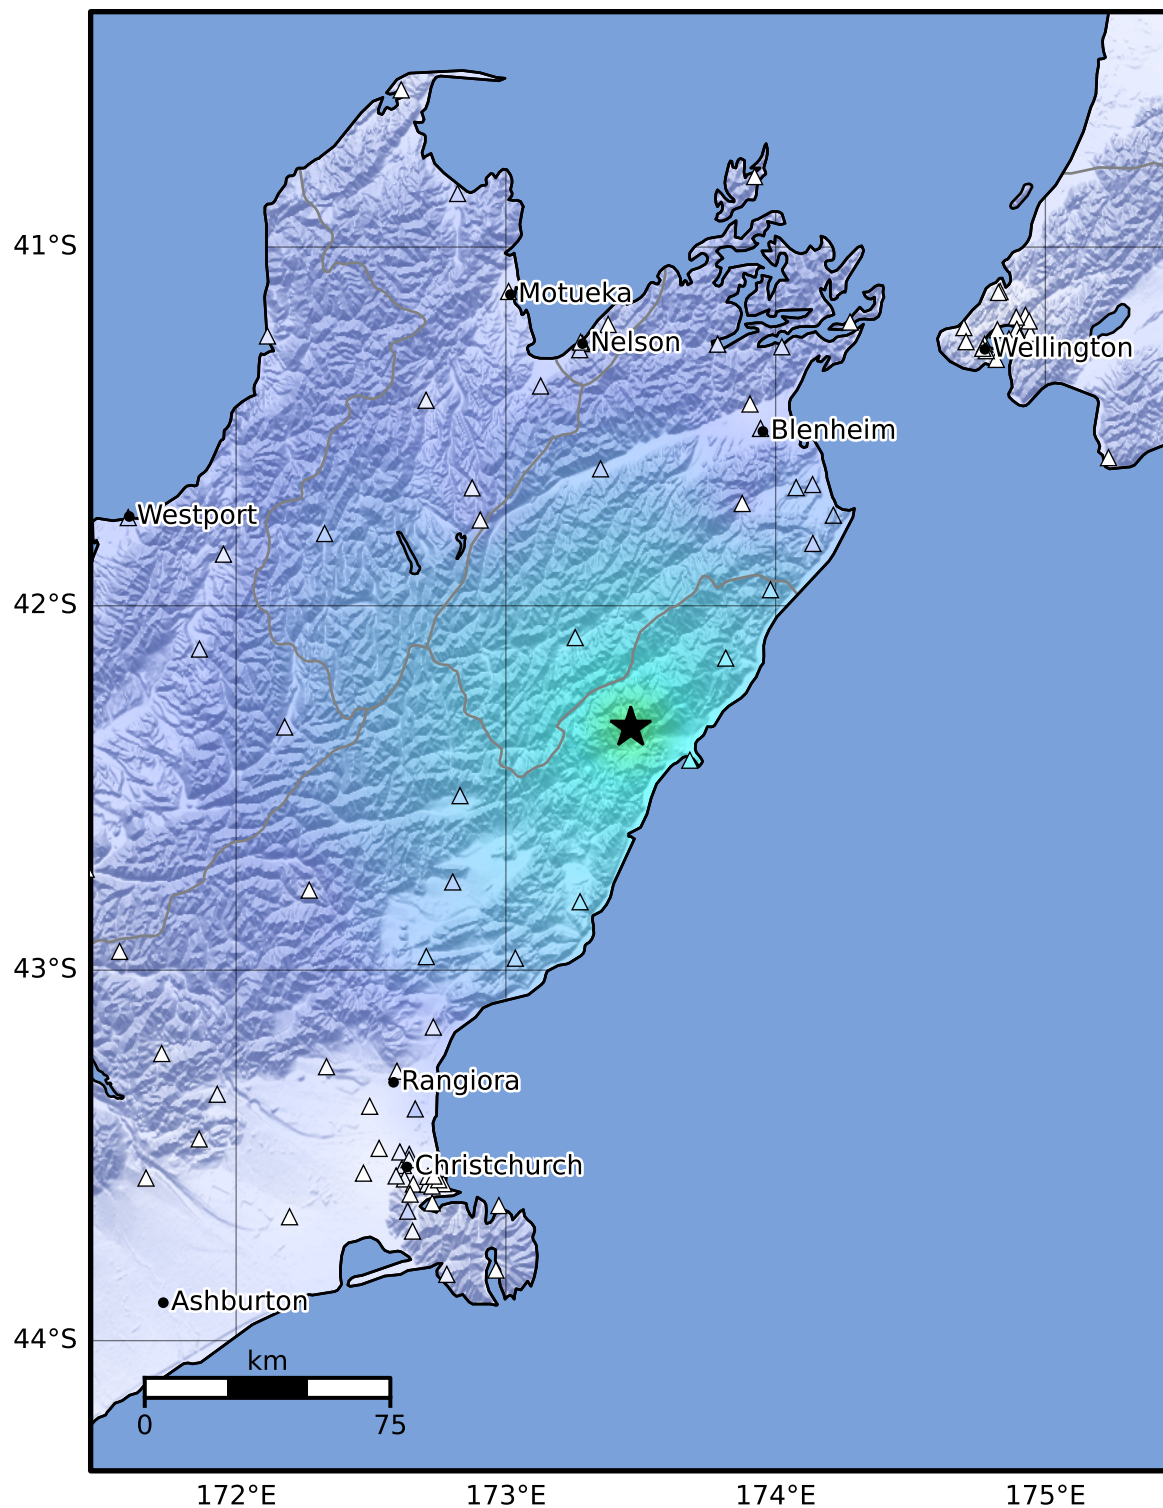 41°S
Motueka
Nelson
Wellington
Blenheim
Westport
42°S
43°S
Rangiora
Christchurch
Ashburton
44°S
km
0 75
172°E 173°E 174°E 175°E